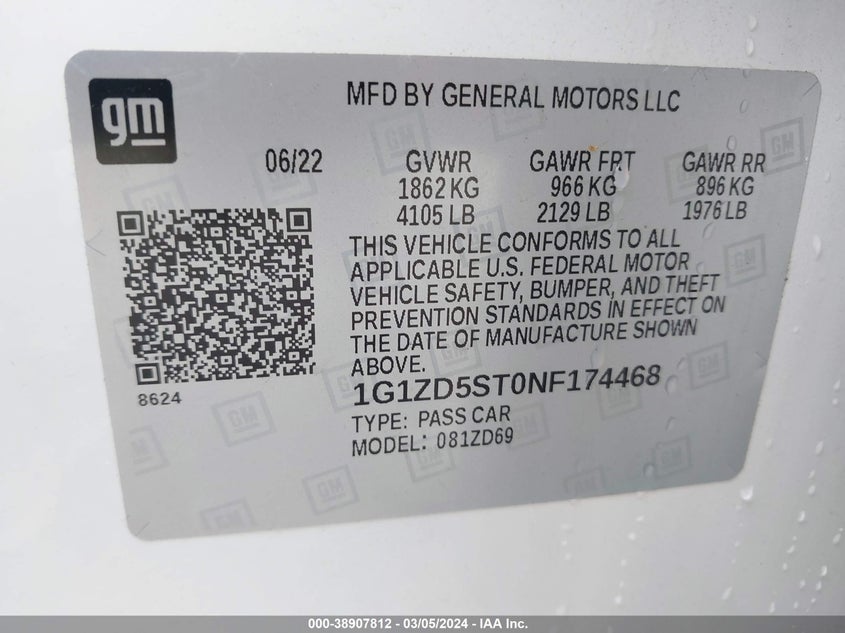 gm
MFD BY GENERAL MOTORS LLC
06/22 GVWR GAWR FRT GAWR RR
1862 KG 966 KG 896 KG
4105 LB 2129 LB 1976 LB
THIS VEHICLE CONFORMS TO ALL
APPLICABLE U.S. FEDERAL MOTOR
VEHICLE SAFETY, BUMPER, AND THEFT
PREVENTION STANDARDS IN EFFECT ON
THE DATE OF MANUFACTURE SHOWN
ABOVE.
8624
1G1ZD5ST0NF174468
TYPE: PASS CAR
MODEL: 081ZD69
000-38907812 - 03/05/2024 - IAA Inc.